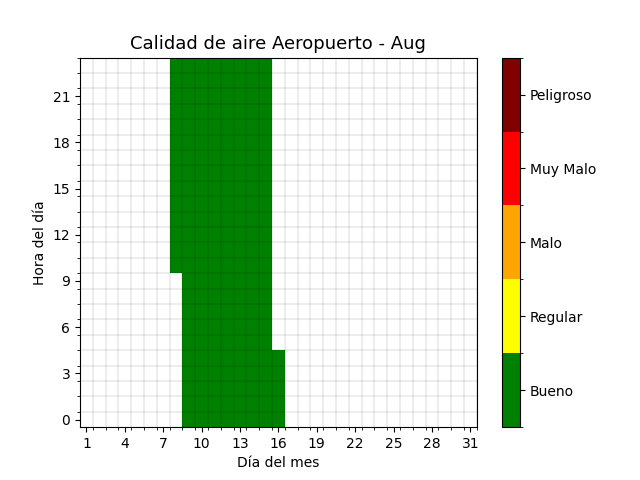 Calidad de aire Aeropuerto - Aug
Hora del día
21
18
15
12
9
6
3
0
1 4 7 10 13 16 19 22 25 28 31
Día del mes
Peligroso
Muy Malo
Malo
Regular
Bueno